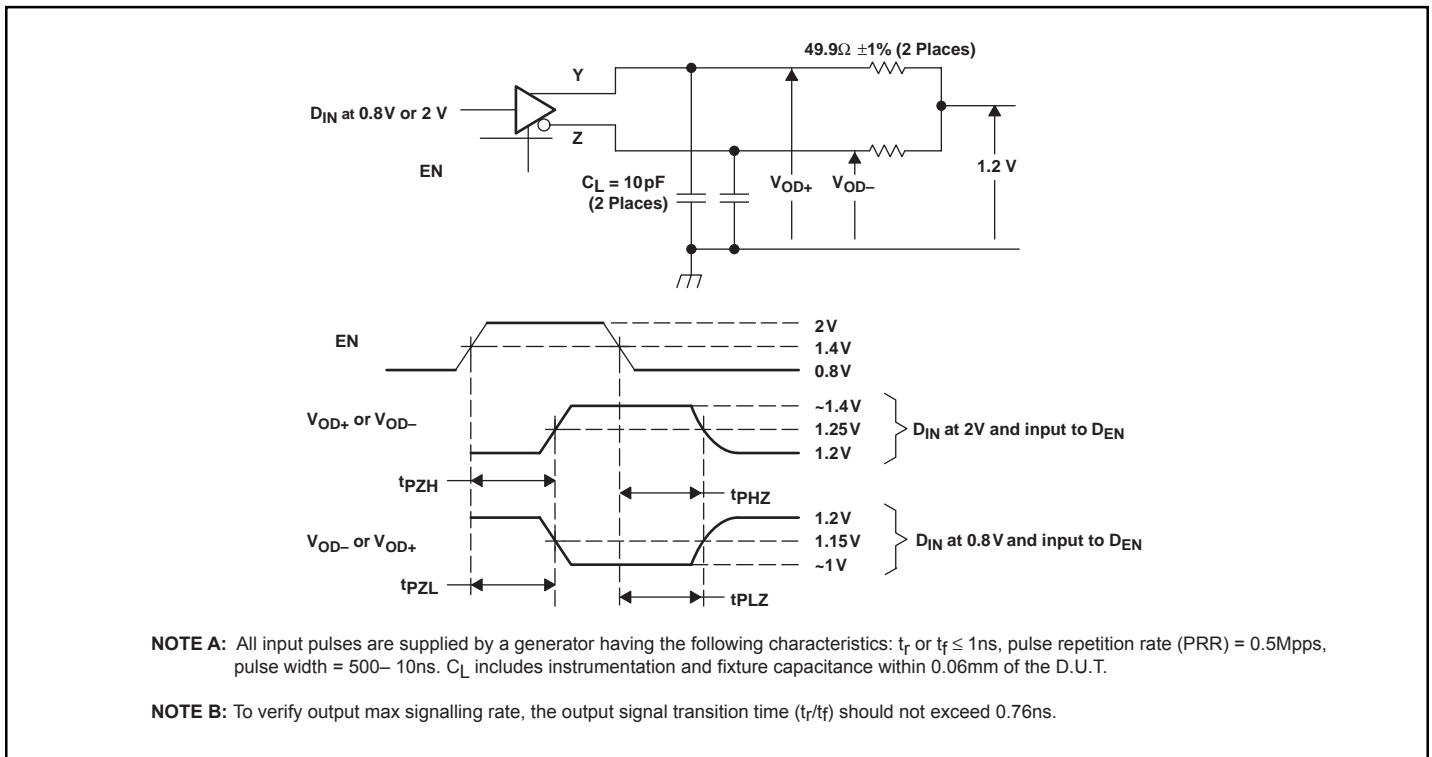 49.9Ω ±1% (2 Places)
Y
DIN at 0.8V or 2 V
Z
EN
1.2 V
CL = 10pF
(2 Places)
VOD+
VOD–
EN
2V
1.4V
0.8V
VOD+ or VOD–
~1.4V
1.25V
1.2V
DIN at 2V and input to DEN
tPZH
tPHZ
VOD– or VOD+
1.2V
1.15V
~1V
DIN at 0.8V and input to DEN
tPZL
tPLZ
NOTE A: All input pulses are supplied by a generator having the following characteristics: tr or tf ≤ 1ns, pulse repetition rate (PRR) = 0.5Mpps,
pulse width = 500– 10ns. CL includes instrumentation and fixture capacitance within 0.06mm of the D.U.T.
NOTE B: To verify output max signalling rate, the output signal transition time (tr/tf) should not exceed 0.76ns.